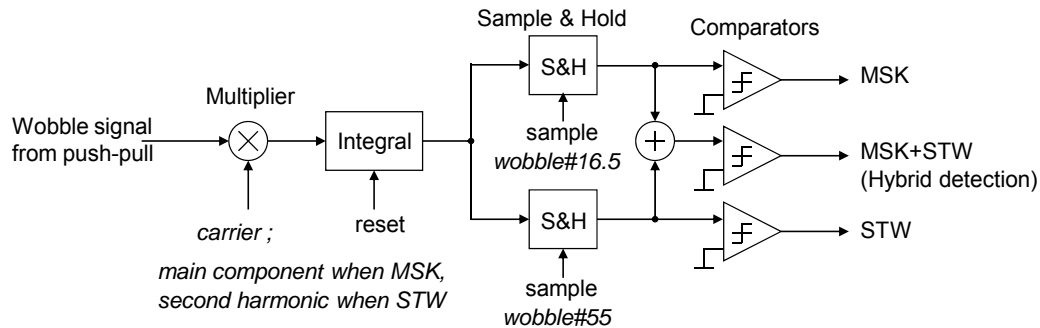 Sample & Hold
Comparators
S&H
MSK
Multiplier
Wobble signal
from push-pull
Integral
sample
wobble#16.5
MSK+STW
(Hybrid detection)
reset
S&H
STW
carrier ;
main component when MSK,
second harmonic when STW
sample
wobble#55